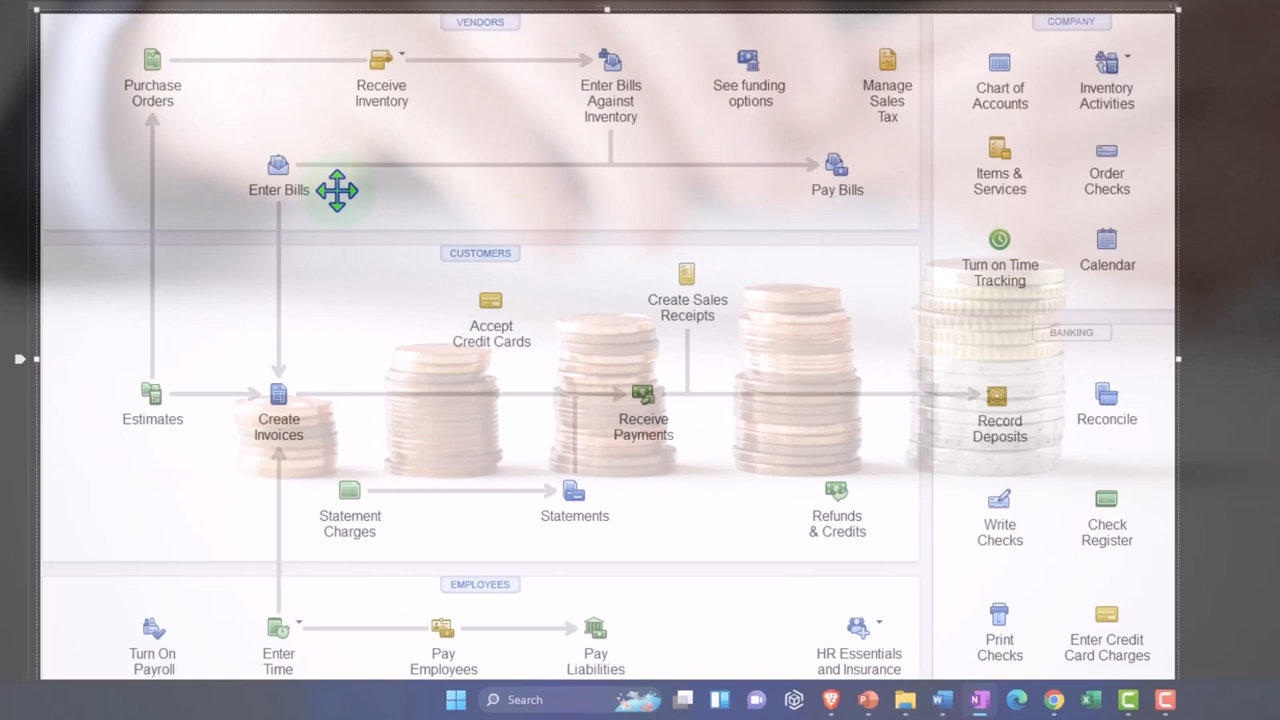 VENDORS
COMPANY
Purchase
Orders
Receive
Inventory
Enter Bills
Against
Inventory
See funding
options
Manage
Sales
Tax
Chart of
Accounts
Inventory
Activities
Enter Bills
Pay Bills
Items &
Services
Order
Checks
CUSTOMERS
Turn on Time
Tracking
Calendar
Accept
Credit Cards
Create Sales
Receipts
BANKING
Estimates
Create
Invoices
Receive
Payments
Record
Deposits
Reconcile
Statement
Charges
Statements
Refunds
& Credits
Write
Checks
Check
Register
EMPLOYEES
Turn On
Payroll
Enter
Time
Pay
Employees
Pay
Liabilities
HR Essentials
and Insurance
Print
Checks
Enter Credit
Card Charges
Search